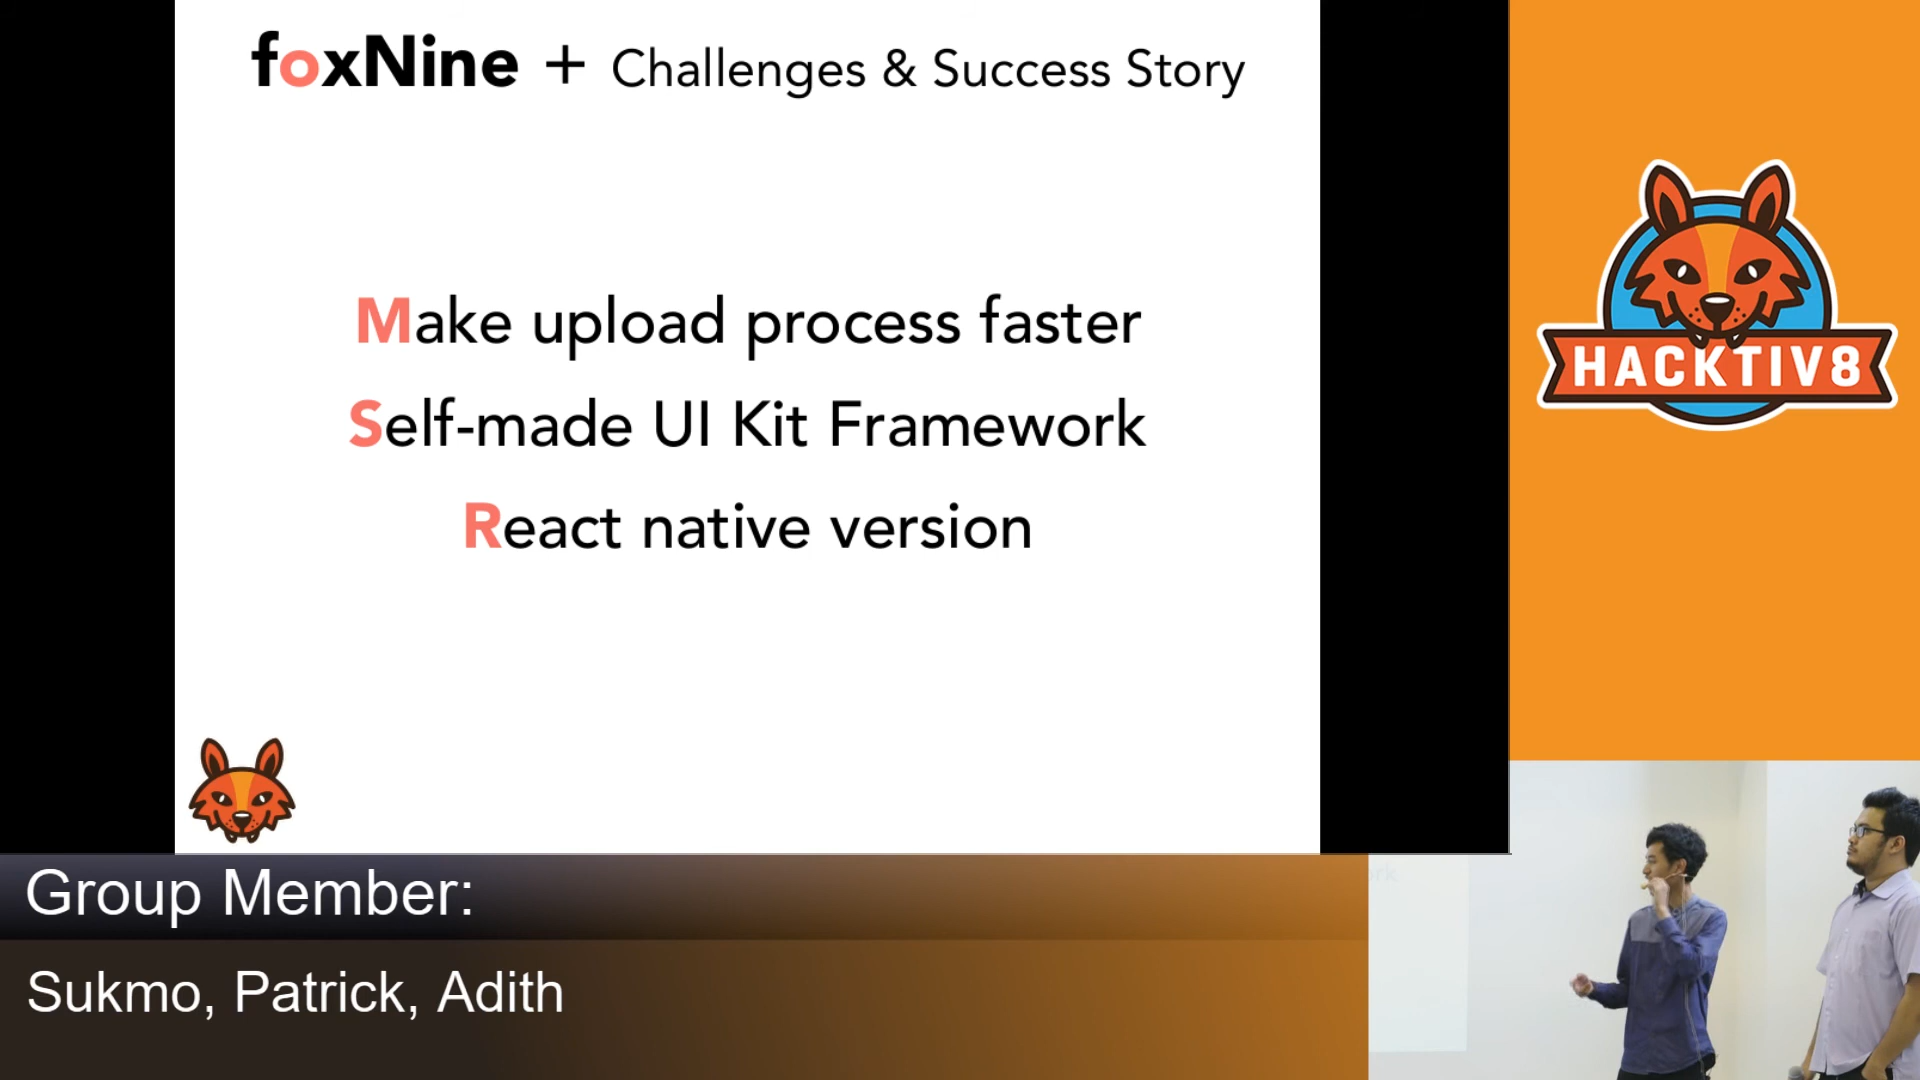 foxNine + Challenges & Success Story
Make upload process faster
Self-made UI Kit Framework
React native version
HACKTIV8
Group Member:
Sukmo, Patrick, Adith